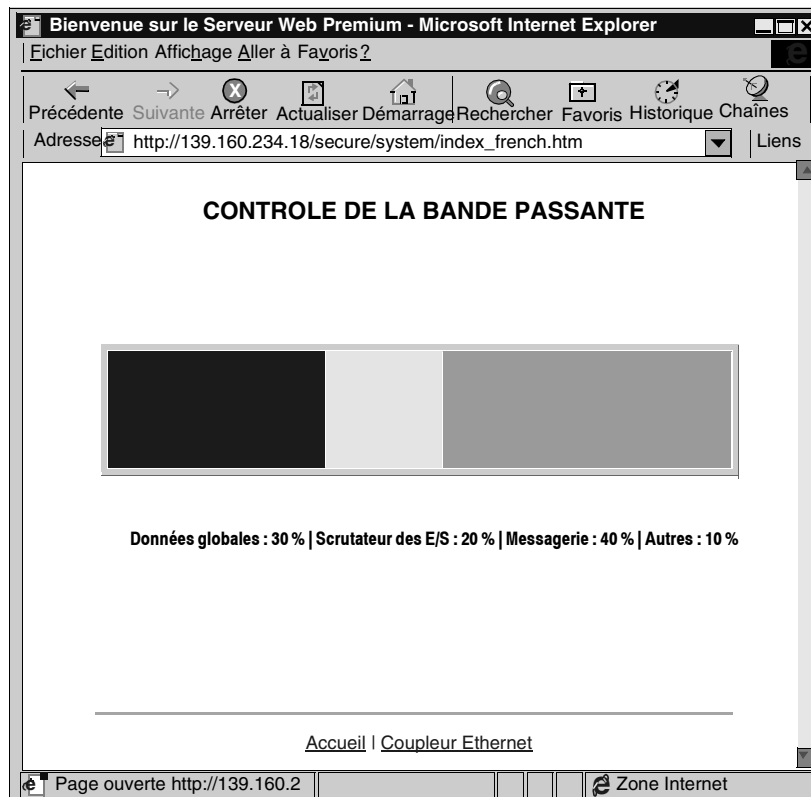 Bienvenue sur le Serveur Web Premium - Microsoft Internet Explorer
Fichier Edition Affichage Aller à Favoris ?
Précédente Suivante Arrêter Actualiser Démarrage Rechercher Favoris Historique Chaînes
Adresse http://139.160.234.18/secure/system/index_french.htm Liens
CONTROLE DE LA BANDE PASSANTE
Données globales : 30 % | Scrutateur des E/S : 20 % | Messagerie : 40 % | Autres : 10 %
Accueil | Coupleur Ethernet
Page ouverte http://139.160.2 Zone Internet